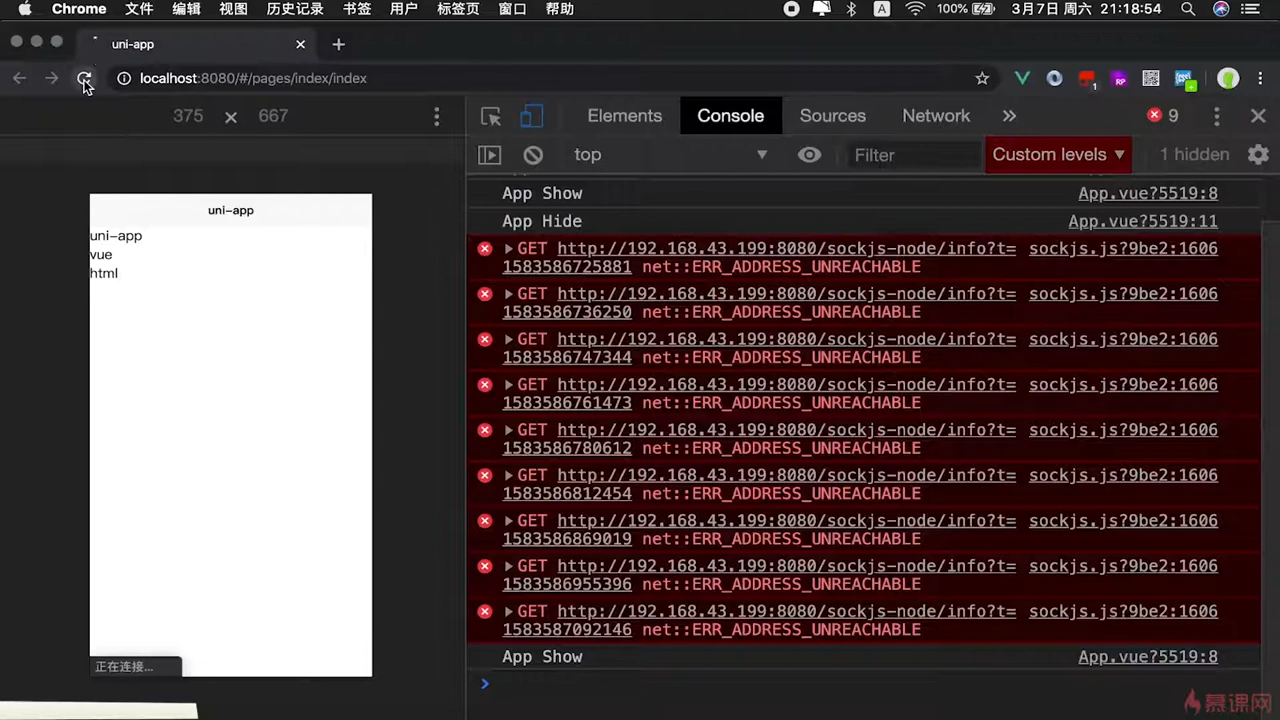 Chrome 文件 编辑 视图 历史记录 书签 用户 标签页 窗口 帮助 A 100% 3月7日 周六 21:18:54
uni-app
localhost:8080/#/pages/index/index RP 1
375 × 667 Elements Console Sources Network » 9
top Filter Custom levels ▼ 1 hidden
uni-app
uni-app
vue
html
正在连接...
App Show App.vue?5519:8
App Hide App.vue?5519:11
GET http://192.168.43.199:8080/sockjs-node/info?t= sockjs.js?9be2:1606
1583586725881 net::ERR_ADDRESS_UNREACHABLE
GET http://192.168.43.199:8080/sockjs-node/info?t= sockjs.js?9be2:1606
1583586736250 net::ERR_ADDRESS_UNREACHABLE
GET http://192.168.43.199:8080/sockjs-node/info?t= sockjs.js?9be2:1606
1583586747344 net::ERR_ADDRESS_UNREACHABLE
GET http://192.168.43.199:8080/sockjs-node/info?t= sockjs.js?9be2:1606
1583586761473 net::ERR_ADDRESS_UNREACHABLE
GET http://192.168.43.199:8080/sockjs-node/info?t= sockjs.js?9be2:1606
1583586780612 net::ERR_ADDRESS_UNREACHABLE
GET http://192.168.43.199:8080/sockjs-node/info?t= sockjs.js?9be2:1606
1583586812454 net::ERR_ADDRESS_UNREACHABLE
GET http://192.168.43.199:8080/sockjs-node/info?t= sockjs.js?9be2:1606
1583586869019 net::ERR_ADDRESS_UNREACHABLE
GET http://192.168.43.199:8080/sockjs-node/info?t= sockjs.js?9be2:1606
1583586955396 net::ERR_ADDRESS_UNREACHABLE
GET http://192.168.43.199:8080/sockjs-node/info?t= sockjs.js?9be2:1606
1583587092146 net::ERR_ADDRESS_UNREACHABLE
App Show App.vue?5519:8
慕课网